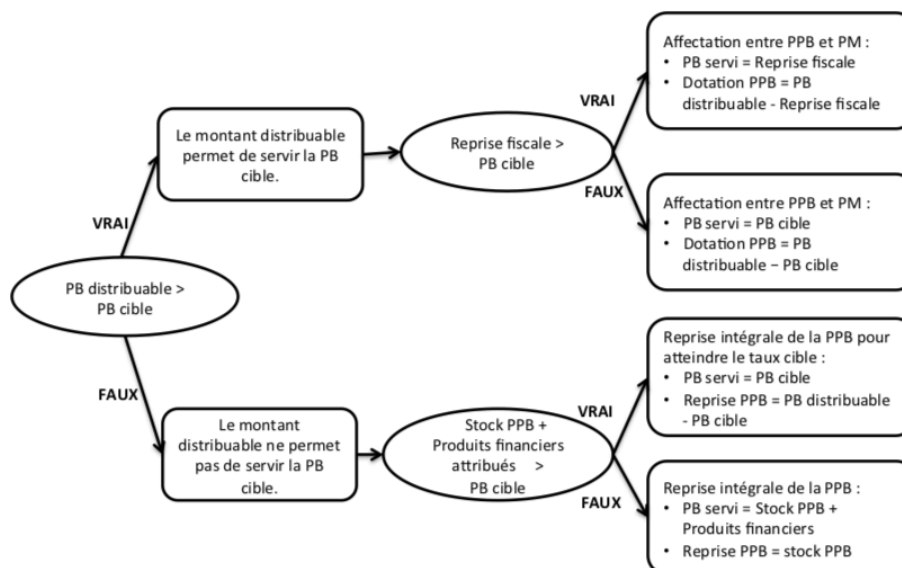 PB distribuable >
PB cible
VRAI
Le montant distribuable
permet de servir la PB
cible.
Reprise fiscale >
PB cible
VRAI
Affectation entre PPB et PM :
• PB servi = Reprise fiscale
• Dotation PPB = PB
distribuable - Reprise fiscale
FAUX
Affectation entre PPB et PM :
• PB servi = PB cible
• Dotation PPB = PB
distribuable – PB cible
FAUX
Le montant
distribuable ne permet
pas de servir la PB
cible.
Stock PPB +
Produits financiers
attribués >
PB cible
VRAI
Reprise intégrale de la PPB pour
atteindre le taux cible :
• PB servi = PB cible
• Reprise PPB = PB distribuable
- PB cible
FAUX
Reprise intégrale de la PPB :
• PB servi = Stock PPB +
Produits financiers
• Reprise PPB = stock PPB